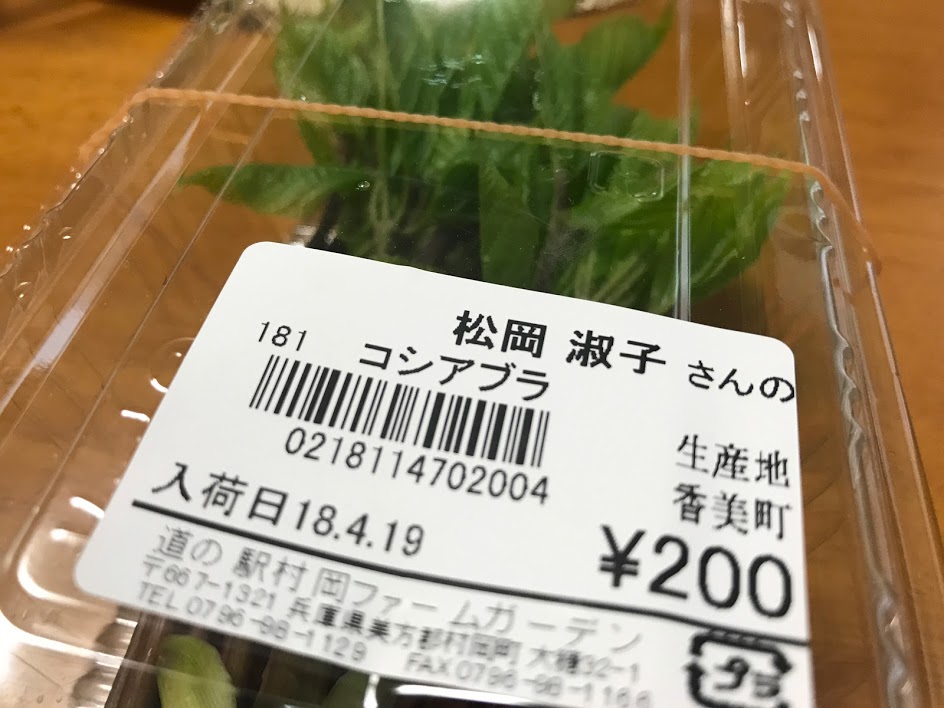 松岡 淑子 さんの
181 コシアブラ
0218114702004
生産地
香美町
入荷日18.4.19
¥200
道の駅村岡ファームガーデン
〒667-1321 兵庫県美方郡村岡町 大糠32-1
TEL 0796-98-1129 FAX 0796-98-1166
プラ